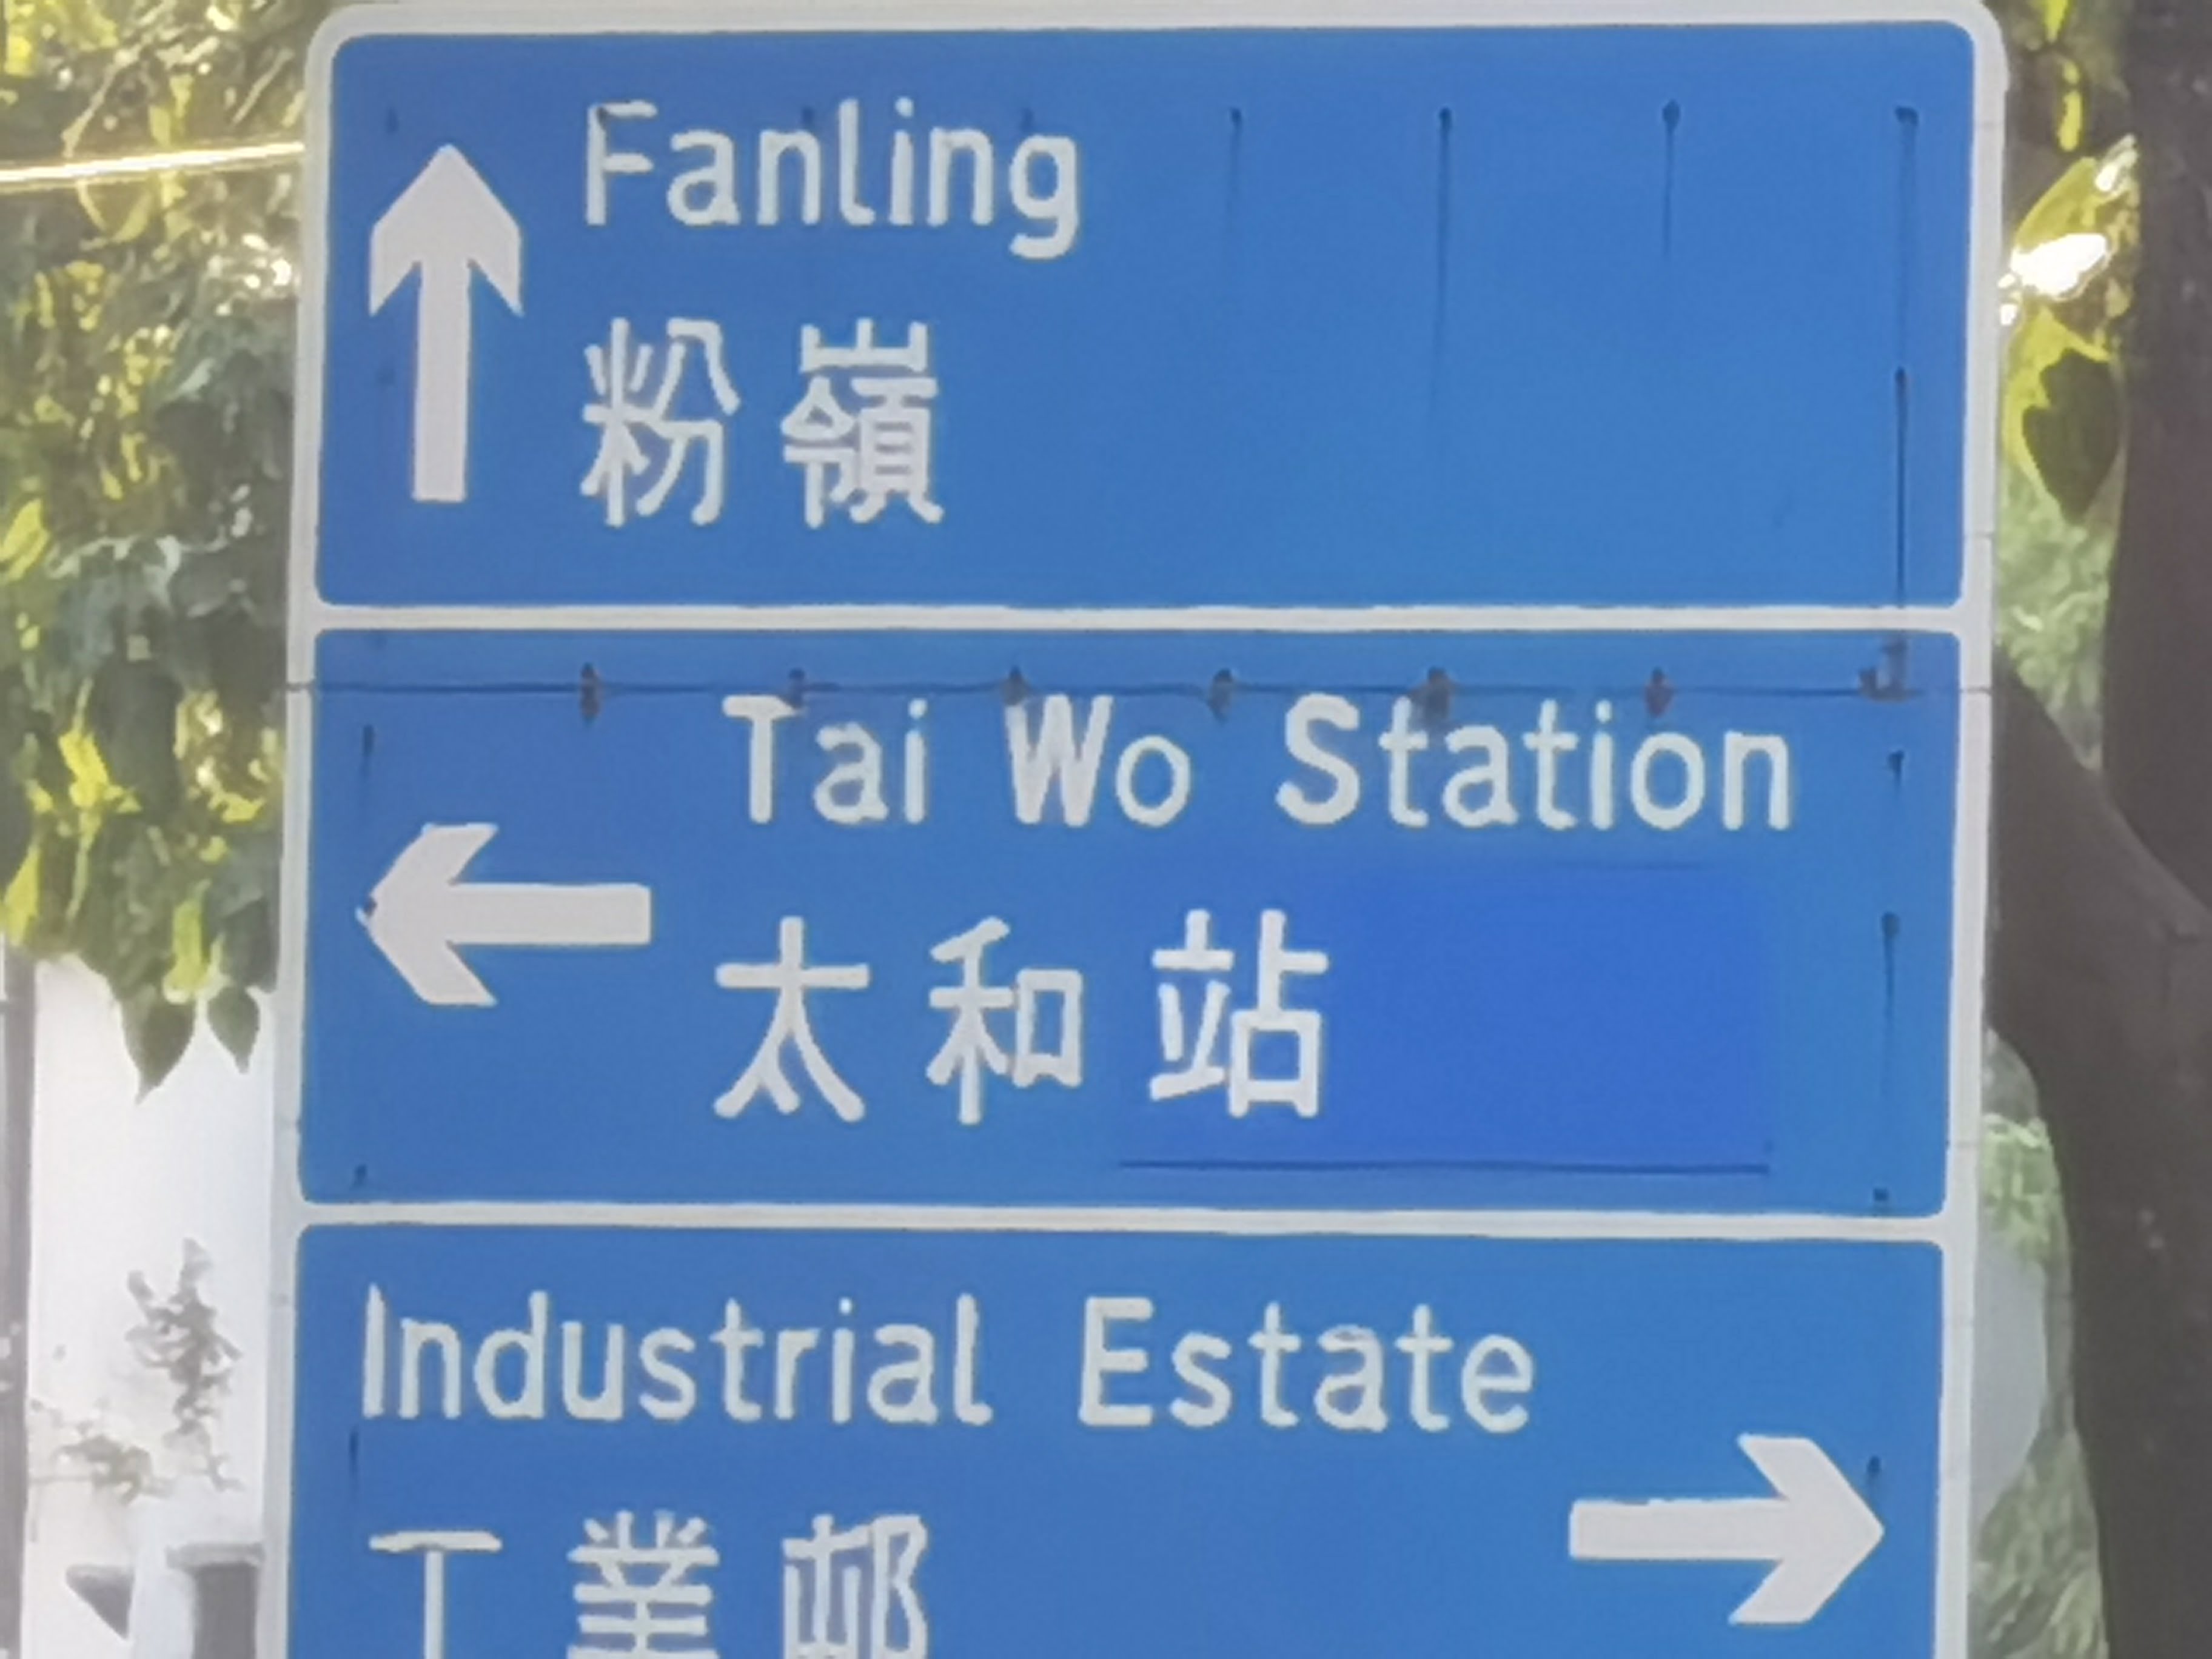 Fanling
粉嶺
Tai Wo Station
太和站
Industrial Estate
工業邨